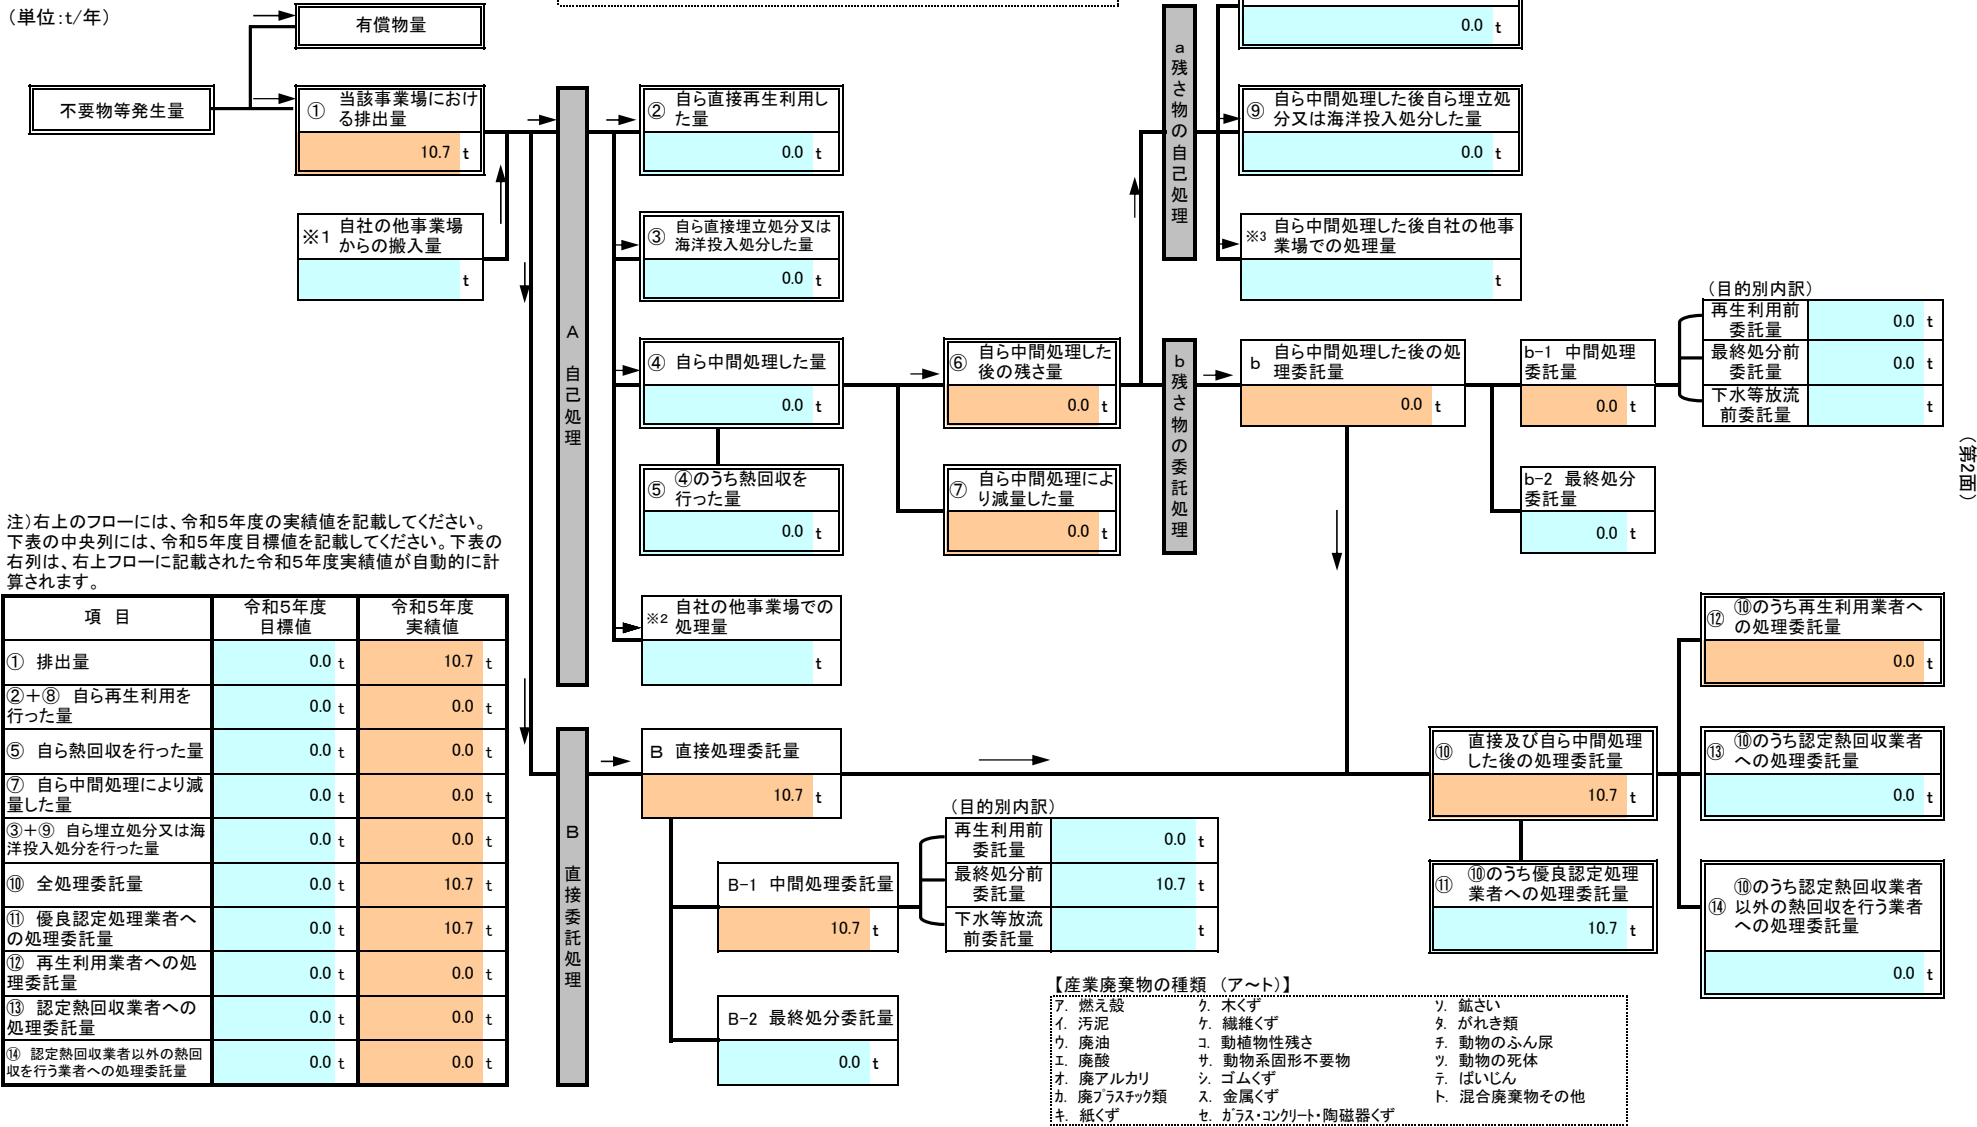 (単位:t/年)
有償物量
不要物等発生量
① 当該事業場におけ
る排出量
10.7 t
※1 自社の他事業場
からの搬入量
t
A 自己処理
② 自ら直接再生利用し
た量
0.0 t
③ 自ら直接埋立処分又は
海洋投入処分した量
0.0 t
④ 自ら中間処理した量
0.0 t
⑤ ④のうち熱回収を
行った量
0.0 t
※2 自社の他事業場での
処理量
t
⑥ 自ら中間処理した
後の残さ量
0.0 t
⑦ 自ら中間処理によ
り減量した量
0.0 t
a残さ物の自己処理
0.0 t
⑨ 自ら中間処理した後自ら埋立処
分又は海洋投入処分した量
0.0 t
※3 自ら中間処理した後自社の他事
業場での処理量
t
b残さ物の委託処理
b 自ら中間処理した後の処
理委託量
0.0 t
b-1 中間処理
委託量
0.0 t
b-2 最終処分
委託量
0.0 t
(目的別内訳)
再生利用前
委託量
0.0 t
最終処分前
委託量
0.0 t
下水等放流
前委託量
t
(第2面)
注)右上のフローには、令和5年度の実績値を記載してください。
下表の中央列には、令和5年度目標値を記載してください。下表の
右列は、右上フローに記載された令和5年度実績値が自動的に計
算されます。
項 目 令和5年度 令和5年度
目標値 実績値
① 排出量 0.0 t 10.7 t
②+⑧ 自ら再生利用を
行った量 0.0 t 0.0 t
⑤ 自ら熱回収を行った量 0.0 t 0.0 t
⑦ 自ら中間処理により減
量した量 0.0 t 0.0 t
③+⑨ 自ら埋立処分又は海
洋投入処分を行った量 0.0 t 0.0 t
⑩ 全処理委託量 0.0 t 10.7 t
⑪ 優良認定処理業者へ
の処理委託量 0.0 t 10.7 t
⑫ 再生利用業者への処
理委託量 0.0 t 0.0 t
⑬ 認定熱回収業者への
処理委託量 0.0 t 0.0 t
⑭ 認定熱回収業者以外の熱回
収を行う業者への処理委託量 0.0 t 0.0 t
B 直接委託処理
B 直接処理委託量
10.7 t
B-1 中間処理委託量
10.7 t
B-2 最終処分委託量
0.0 t
(目的別内訳)
再生利用前
委託量
0.0 t
最終処分前
委託量
10.7 t
下水等放流
前委託量
t
⑩ 直接及び自ら中間処理
した後の処理委託量
10.7 t
⑪ ⑩のうち優良認定処理
業者への処理委託量
10.7 t
⑫ ⑩のうち再生利用業者へ
の処理委託量
0.0 t
⑬ ⑩のうち認定熱回収業者
への処理委託量
0.0 t
⑭ ⑩のうち認定熱回収業者
以外の熱回収を行う業者
への処理委託量
0.0 t
【産業廃棄物の種類 (ア~ト)】
ア. 燃え殻 ク. 木くず ソ. 鉱さい
イ. 汚泥 ケ. 繊維くず タ. がれき類
ウ. 廃油 コ. 動植物性残さ チ. 動物のふん尿
エ. 廃酸 サ. 動物系固形不要物 ツ. 動物の死体
オ. 廃アルカリ シ. ゴムくず テ. ばいじん
カ. 廃プラスチック類 ス. 金属くず ト. 混合廃棄物その他
キ. 紙くず セ. ガラス・コンクリート・陶磁器くず